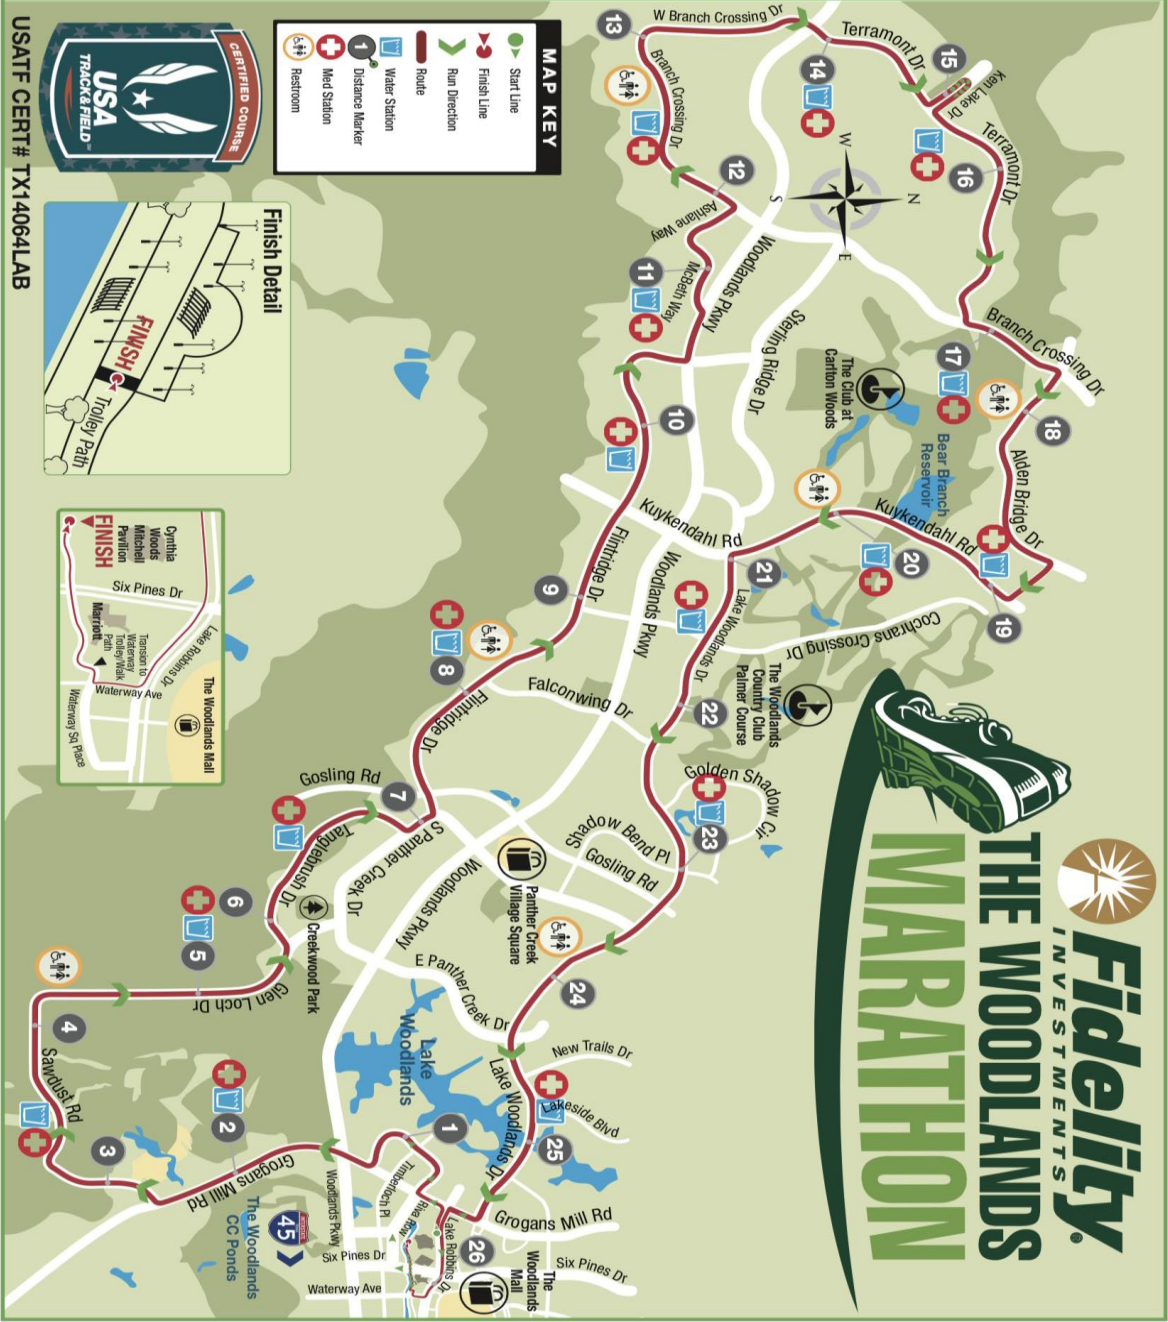 Fidelity®
INVESTMENTS
THE WOODLANDS
MARATHON
MAP KEY
Start Line
Finish Line
Run Direction
Route
Water Station
1
Distance Marker
Med Station
Restroom
CERTIFIED COURSE
USA
TRACK&FIELD™
USATF CERT# TX14064LAB
Finish Detail
FINISH
Trolley Path
Cynthia
Woods
Mitchell
Pavilion
FINISH
Six Pines Dr
Marriott
Transion to
Waterway
Trolley/Walk
Path
Lake Robbins Dr
Waterway Ave
Waterway Sq Place
The Woodlands Mall
N
E
S
W
W Branch Crossing Dr
13
Branch Crossing Dr
Terramont Dr
14
15
Ken Lake Dr
16
Terramont Dr
12
Ashlane Way
11
McBeth Way
Woodlands Pkwy
Sterling Ridge Dr
The Club at
Carlton Woods
Branch Crossing Dr
17
18
Bear Branch
Reservoir
Alden Bridge Dr
Kuykendahl Rd
19
20
Cochrans Crossing Dr
10
Kuykendahl Rd
21
Flintridge Dr
Woodlands Pkwy
Lake Woodlands Dr
9
The Woodlands
Country Club
Palmer Course
22
8
Flintridge Dr
Falconwing Dr
Golden Shadow Cir
23
Gosling Rd
7
Shadow Bend Pl
Gosling Rd
Tanglebrush Dr
S Panther Creek Dr
Woodlands Pkwy
Panther Creek
Village Square
6
5
Creekwood Park
Glen Loch Dr
E Panther Creek Dr
24
4
Sawdust Rd
Lake
Woodlands
New Trails Dr
Lake Woodlands Dr
Lakeside Blvd
25
3
2
1
Grogans Mill Rd
Timberloch Pl
Woodlands Pkwy
Riva Row
Lake Robbins Dr
Grogans Mill Rd
26
The Woodlands
CC Ponds
45
Six Pines Dr
Waterway Ave
The
Woodlands
Mall
Six Pines Dr